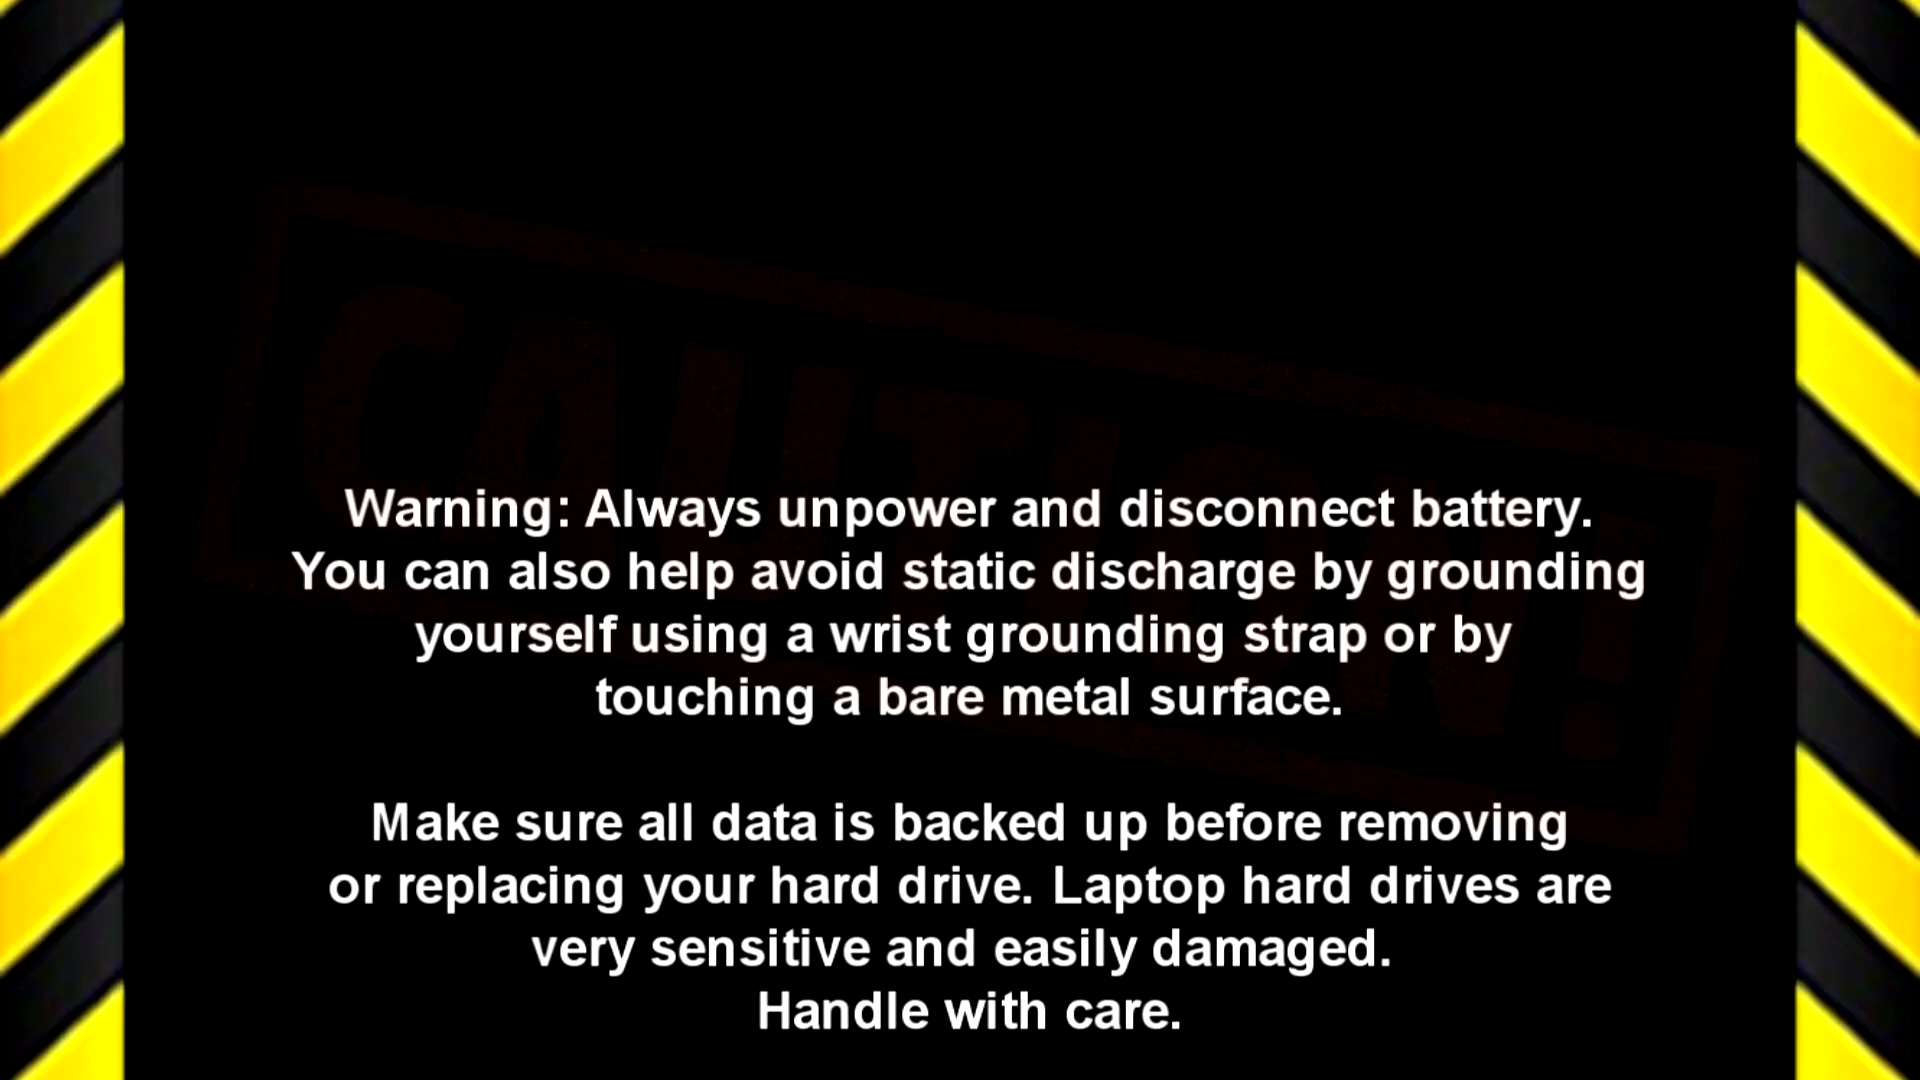 CAUTION!
Warning: Always unpower and disconnect battery.
You can also help avoid static discharge by grounding
yourself using a wrist grounding strap or by
touching a bare metal surface.
Make sure all data is backed up before removing
or replacing your hard drive. Laptop hard drives are
very sensitive and easily damaged.
Handle with care.